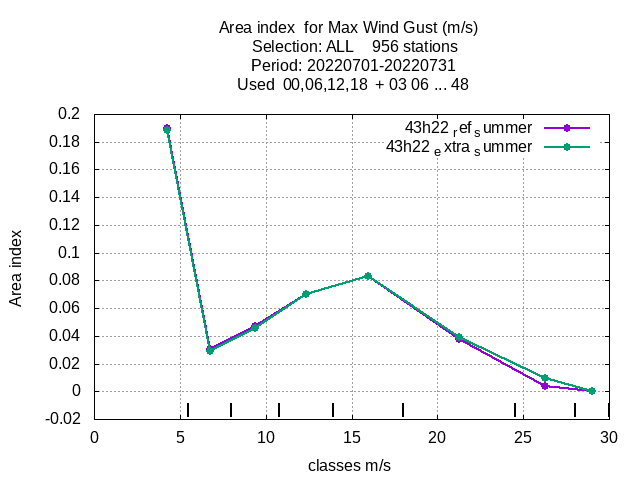 Area index  for Max Wind Gust (m/s)
Selection: ALL    956 stations
Period: 20220701-20220731
Used  00,06,12,18  + 03 06 ... 48
43h22 ref summer
43h22 extra summer
0.2
0.18
0.16
0.14
0.12
0.1
0.08
0.06
0.04
0.02
0
-0.02
Area index
0 5 10 15 20 25 30
classes m/s